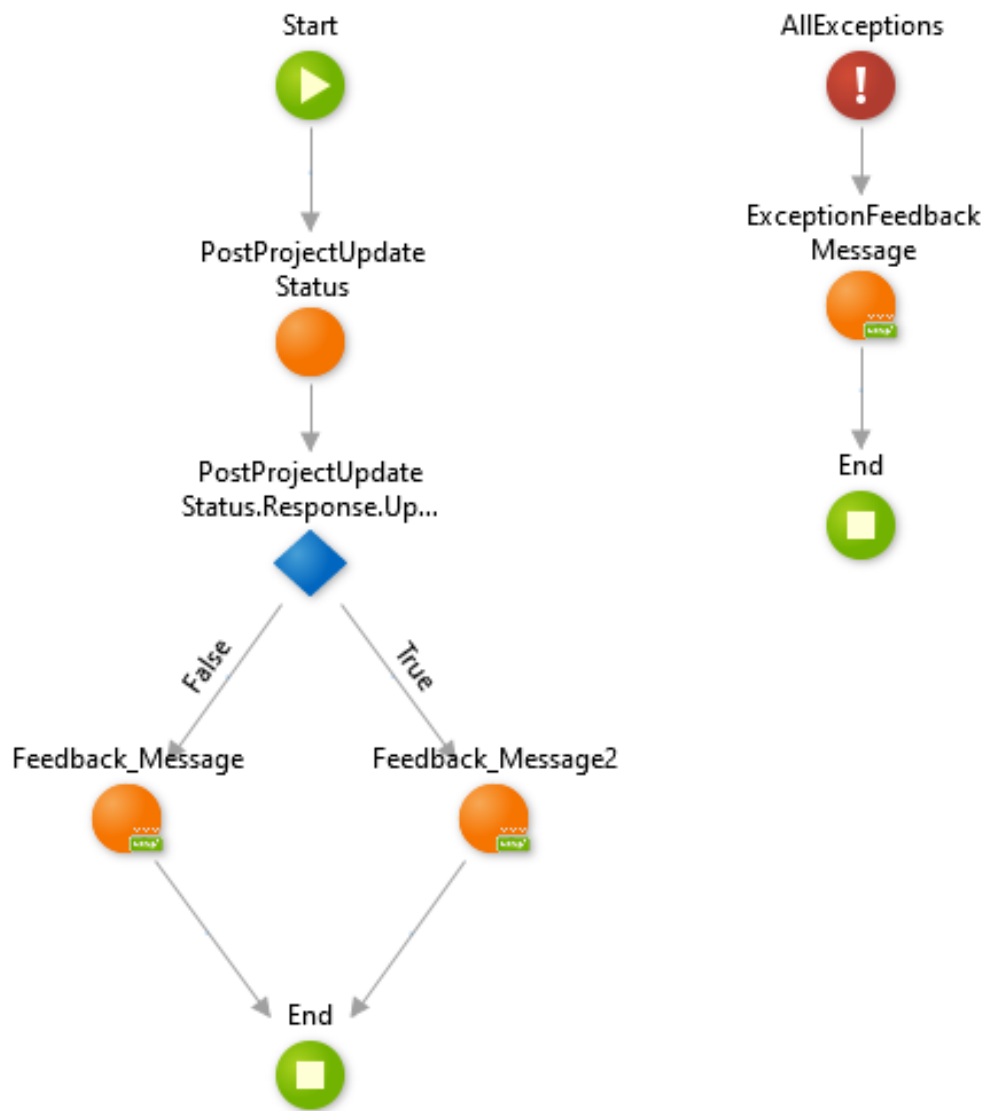 Start
PostProjectUpdate
Status
PostProjectUpdate
Status.Response.Up...
False
True
Feedback_Message
Feedback_Message2
End
AllExceptions
!
ExceptionFeedback
Message
End